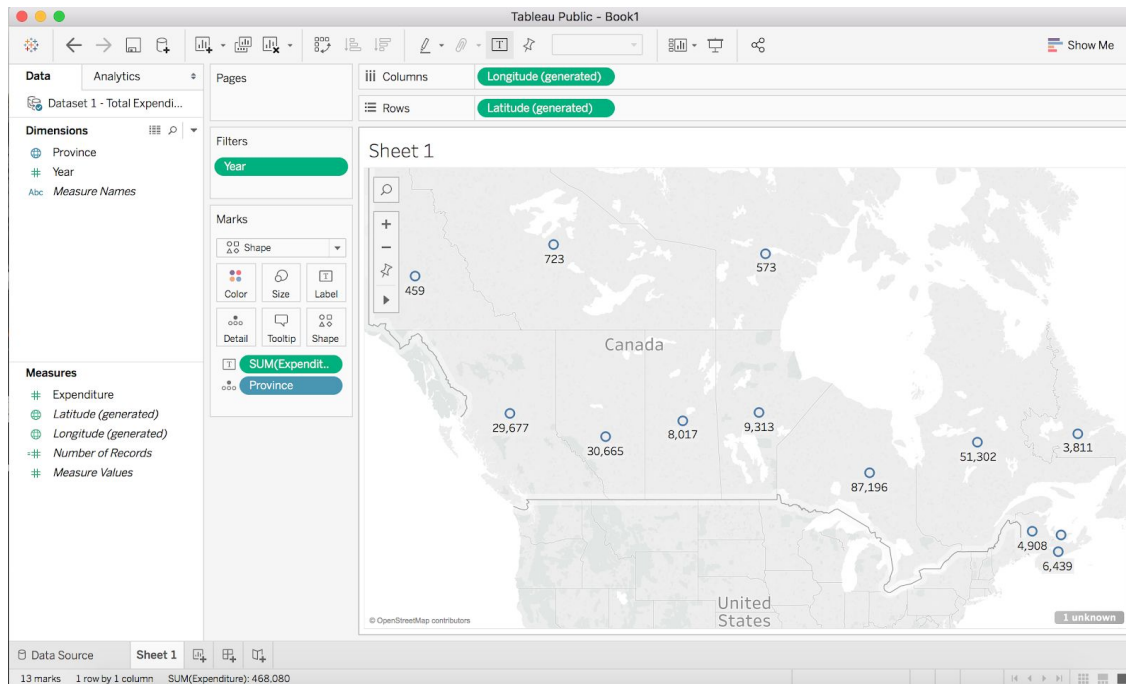 Tableau Public - Book1
Show Me
Data
Analytics
Pages
Columns
Longitude (generated)
Dataset 1 - Total Expendi...
Rows
Latitude (generated)
Dimensions
Province
Year
Abc Measure Names
Filters
Year
Sheet 1
Marks
Shape
Color
Size
Label
Detail
Tooltip
Shape
SUM(Expendit..
Province
Measures
Expenditure
Latitude (generated)
Longitude (generated)
Number of Records
Measure Values
723
573
459
Canada
29,677
30,665
8,017
9,313
87,196
51,302
3,811
4,908
6,439
United
States
© OpenStreetMap contributors
1 unknown
Data Source
Sheet 1
13 marks
1 row by 1 column
SUM(Expenditure): 468,080